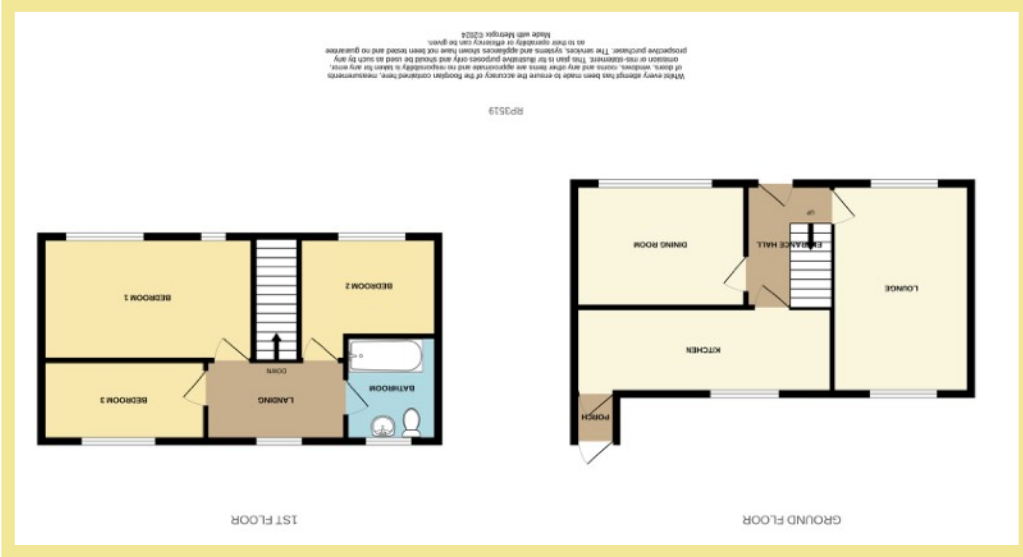 GROUND FLOOR
1ST FLOOR
PORCH
KITCHEN
LOUNGE
ENTRANCE HALL
DINING ROOM
UP
BATHROOM
LANDING
BEDROOM 3
DOWN
BEDROOM 2
BEDROOM 1
RP3519
Whilst every attempt has been made to ensure the accuracy of the floorplan contained here, measurements
of doors, windows, rooms and any other items are approximate and no responsibility is taken for any error,
omission or mis-statement. This plan is for illustrative purposes only and should be used as such by any
prospective purchaser. The services, systems and appliances shown have not been tested and no guarantee
as to their operability or efficiency can be given.
Made with Metropix ©2024